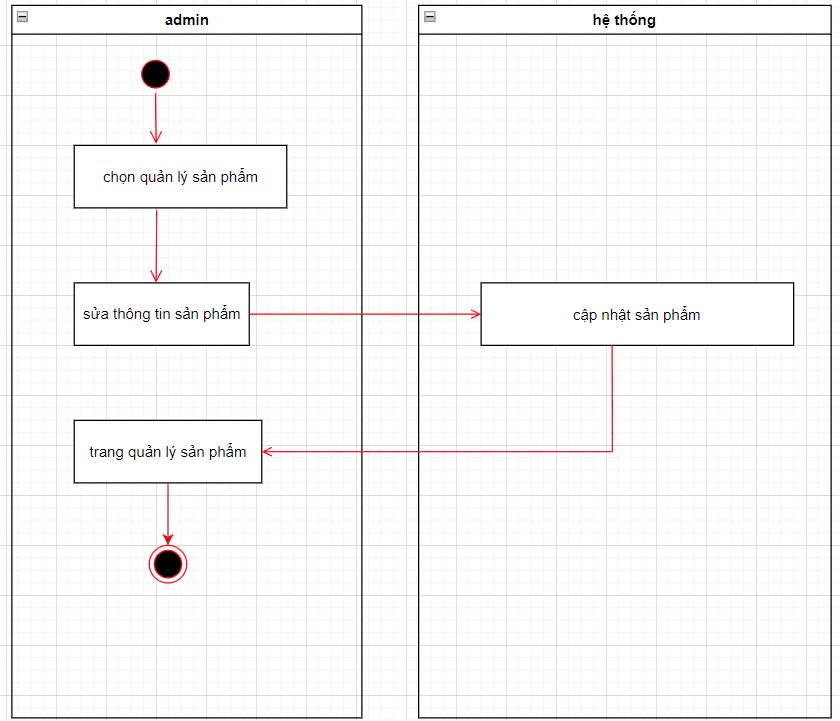 admin
hệ thống
chọn quản lý sản phẩm
sửa thông tin sản phẩm
cập nhật sản phẩm
trang quản lý sản phẩm